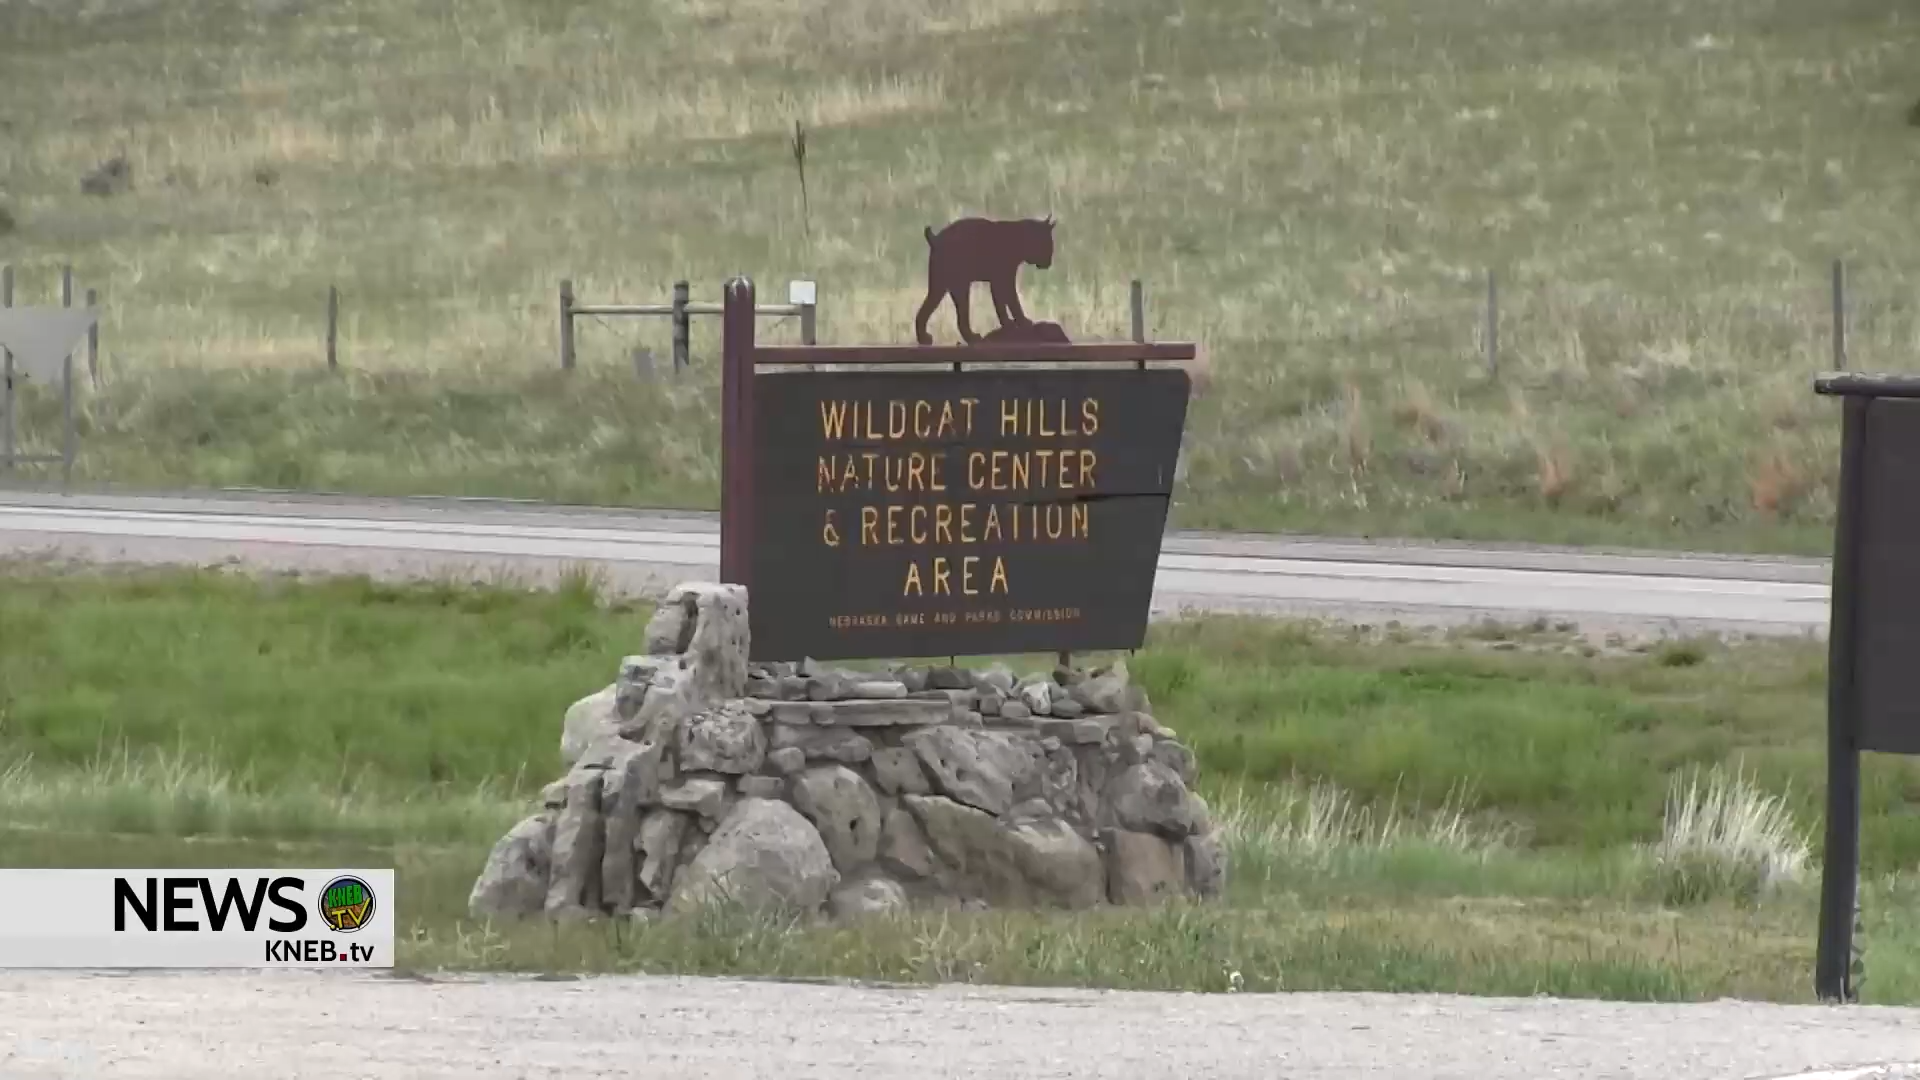 WILDCAT HILLS
NATURE CENTER
& RECREATION
AREA
NEBRASKA GAME AND PARKS COMMISSION
NEWS
KNEB
TV
KNEB.tv